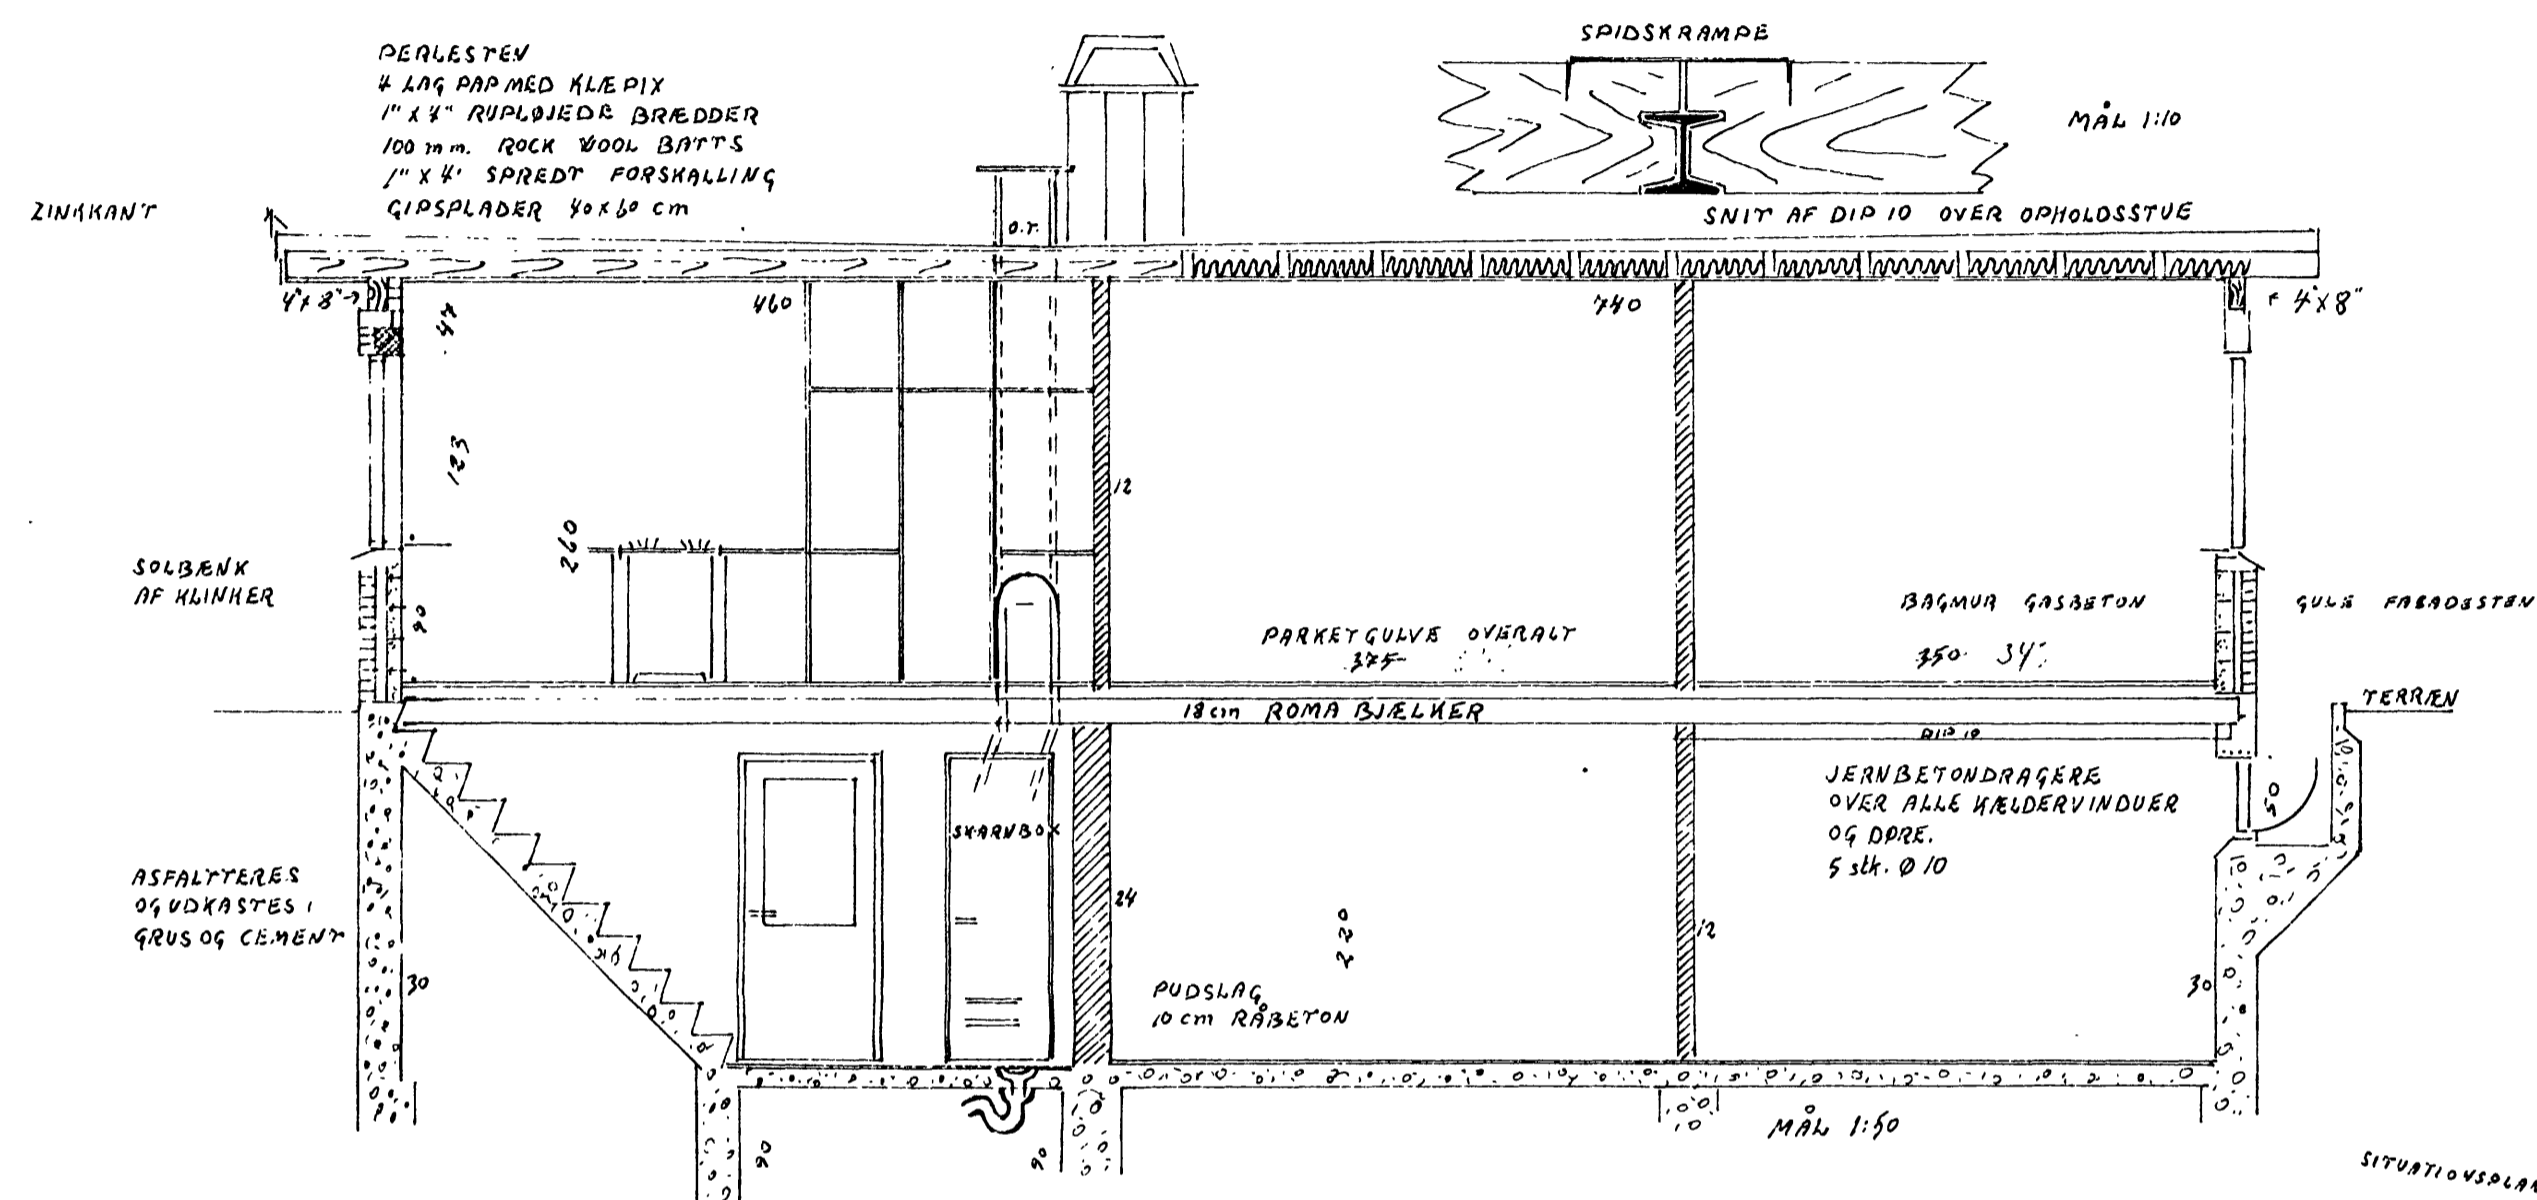 PERLESTEN
4 LAG PAP MED KLÆPIX
1" X 4" RUPLØJEDE BRÆDDER
100 mm. ROCK WOOL BATTS
1" X 4" SPREDT FORSKALLING
GIPSPLADER 40 x 60 cm
ZINKKANT
SPIDSKRAMPE
MÅL 1:10
SNIT AF DIP 10 OVER OPHOLDSSTUE
O.T.
4" x 8"
47
460
740
4" x 8"
123
12
260
SOLBÆNK
AF KLINKER
90
PARKETGULVE OVERALT
375
BAGMUR GASBETON
350
GULE FASADESTEN
18 cm ROMA BJÆLKER
DIP 10
TERRÆN
JERNBETONDRAGERE
OVER ALLE KÆLDERVINDUER
OG DØRE.
5 stk. Ø 10
50
SKARNBOX
ASFALTTERES
OG UDKASTES I
GRUS OG CEMENT
30
24
220
12
30
PUDSLAG
10 cm RÅBETON
MÅL 1:50
90
90
SITUATIONSPLAN